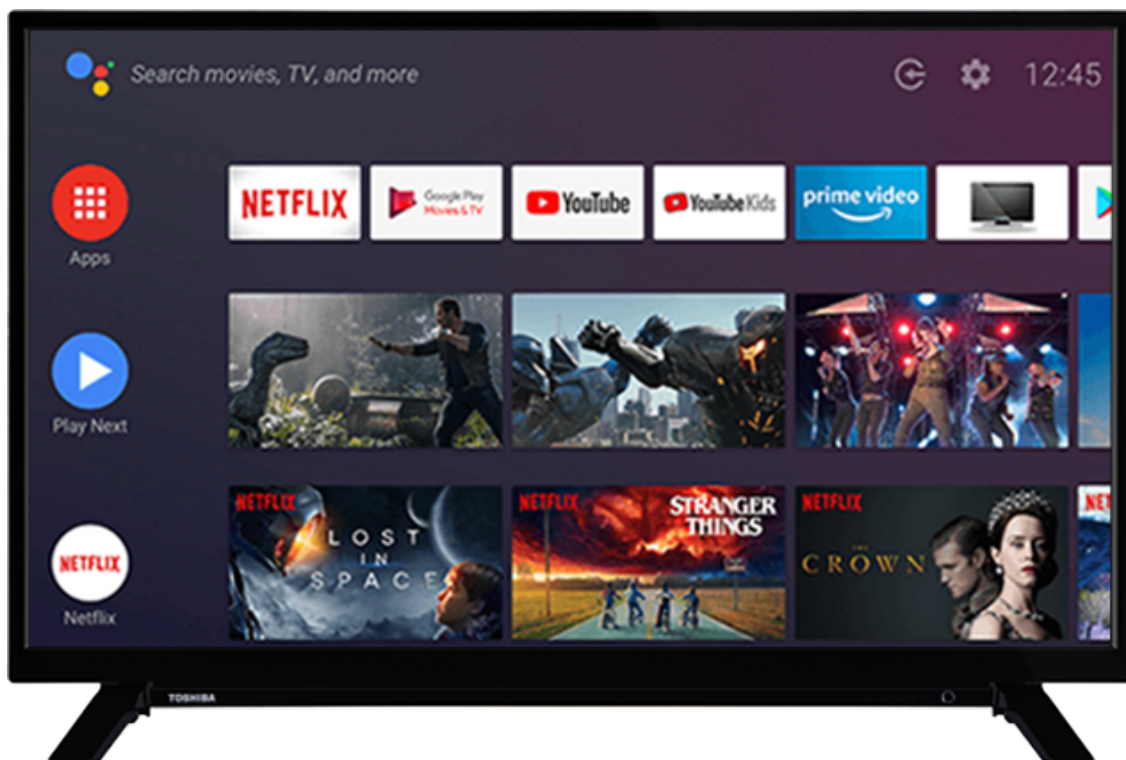 Search movies, TV, and more
12:45
Apps
NETFLIX
Google Play
Movies & TV
YouTube
YouTube Kids
prime video
Play Next
NETFLIX
Netflix
NETFLIX
LOST
IN
SPACE
NETFLIX
STRANGER
THINGS
NETFLIX
THE
CROWN
NET
TOSHIBA